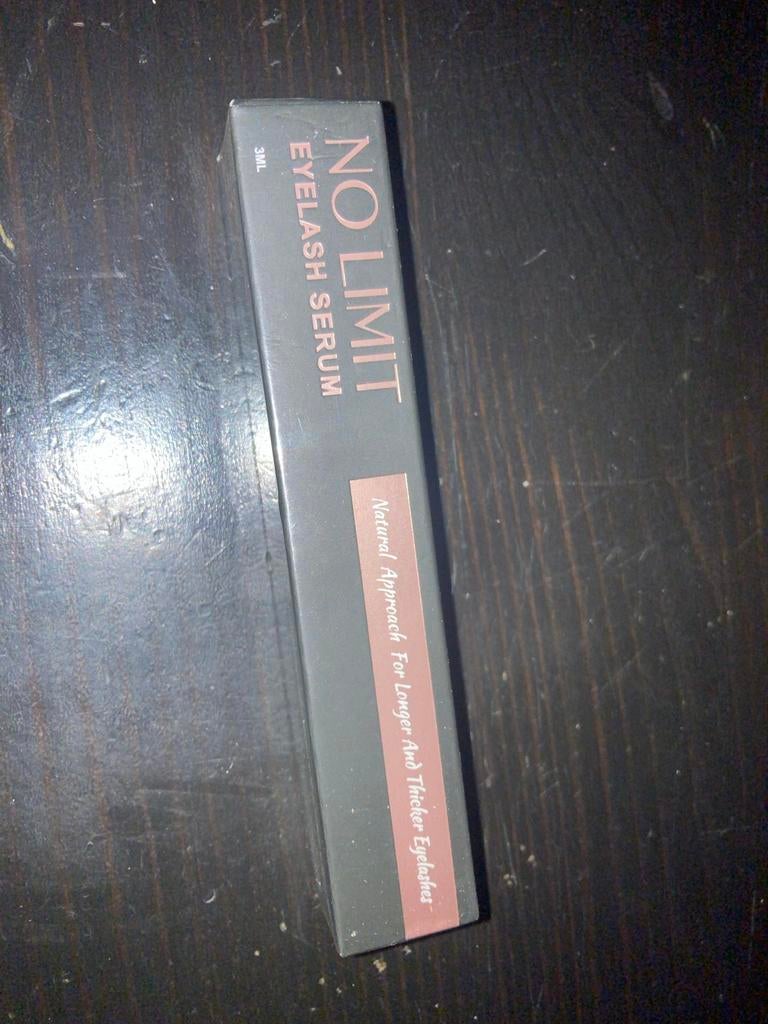 NO LIMIT
EYELASH SERUM
3ML
Natural Approach For Longer And Thicker Eyelashes